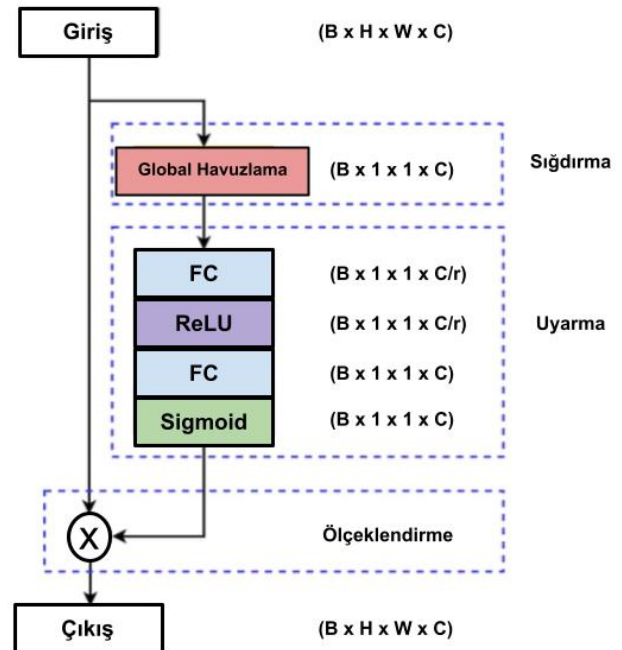 Giriş (B x H x W x C)
Global Havuzlama (B x 1 x 1 x C) Sığdırma
FC (B x 1 x 1 x C/r)
ReLU (B x 1 x 1 x C/r) Uyarma
FC (B x 1 x 1 x C)
Sigmoid (B x 1 x 1 x C)
X Ölçeklendirme
Çıkış (B x H x W x C)